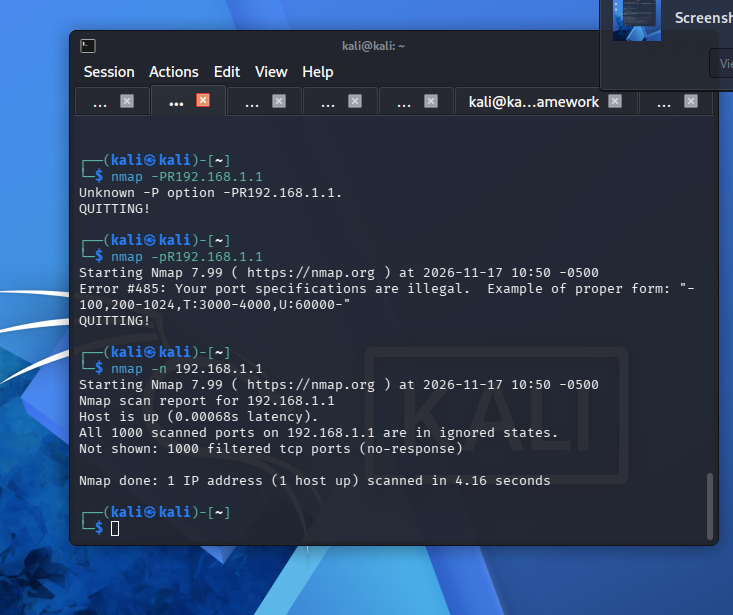 kali@kali: ~
Screensh
Vie
Session Actions Edit View Help
... ... ... ... ... kali@ka...amework ...
┌──(kali㉿kali)-[~]
└─$ nmap -PR192.168.1.1
Unknown -P option -PR192.168.1.1.
QUITTING!
┌──(kali㉿kali)-[~]
└─$ nmap -pR192.168.1.1
Starting Nmap 7.99 ( https://nmap.org ) at 2026-11-17 10:50 -0500
Error #485: Your port specifications are illegal.  Example of proper form: "-
100,200-1024,T:3000-4000,U:60000-"
QUITTING!
┌──(kali㉿kali)-[~]
└─$ nmap -n 192.168.1.1
Starting Nmap 7.99 ( https://nmap.org ) at 2026-11-17 10:50 -0500
Nmap scan report for 192.168.1.1
Host is up (0.00068s latency).
All 1000 scanned ports on 192.168.1.1 are in ignored states.
Not shown: 1000 filtered tcp ports (no-response)
Nmap done: 1 IP address (1 host up) scanned in 4.16 seconds
┌──(kali㉿kali)-[~]
└─$
KALI